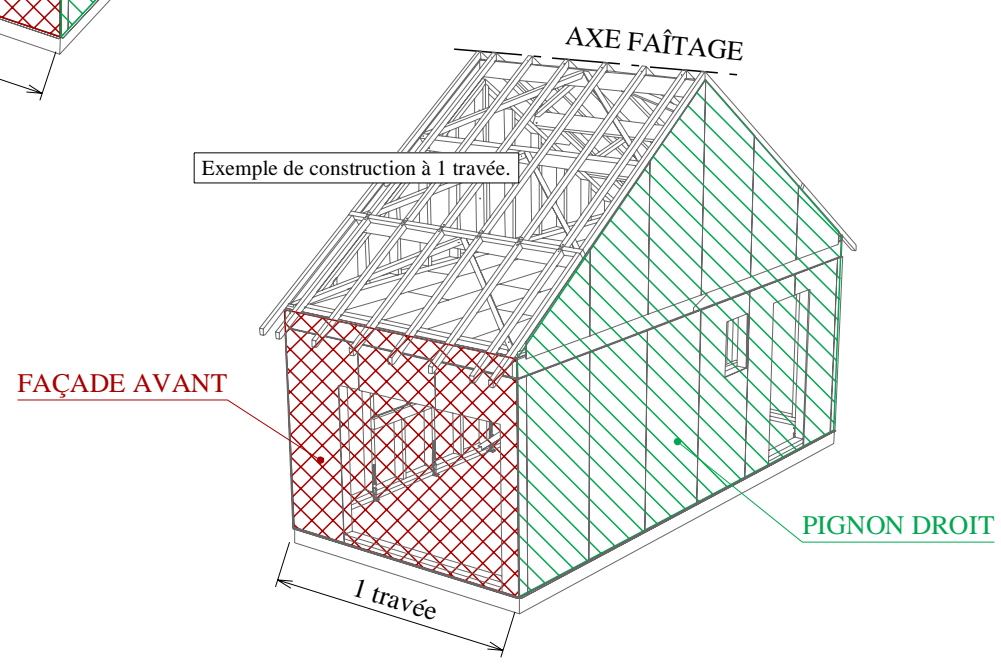 AXE FAÎTAGE
Exemple de construction à 1 travée.
FAÇADE AVANT
PIGNON DROIT
1 travée